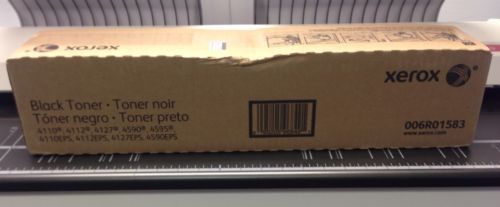 Black Toner • Toner noir
Tóner negro • Toner preto
4110®, 4112®, 4127®, 4590®, 4595®,
4110EPS, 4112EPS, 4127EPS, 4590EPS
xerox
006R01583
www.xerox.com